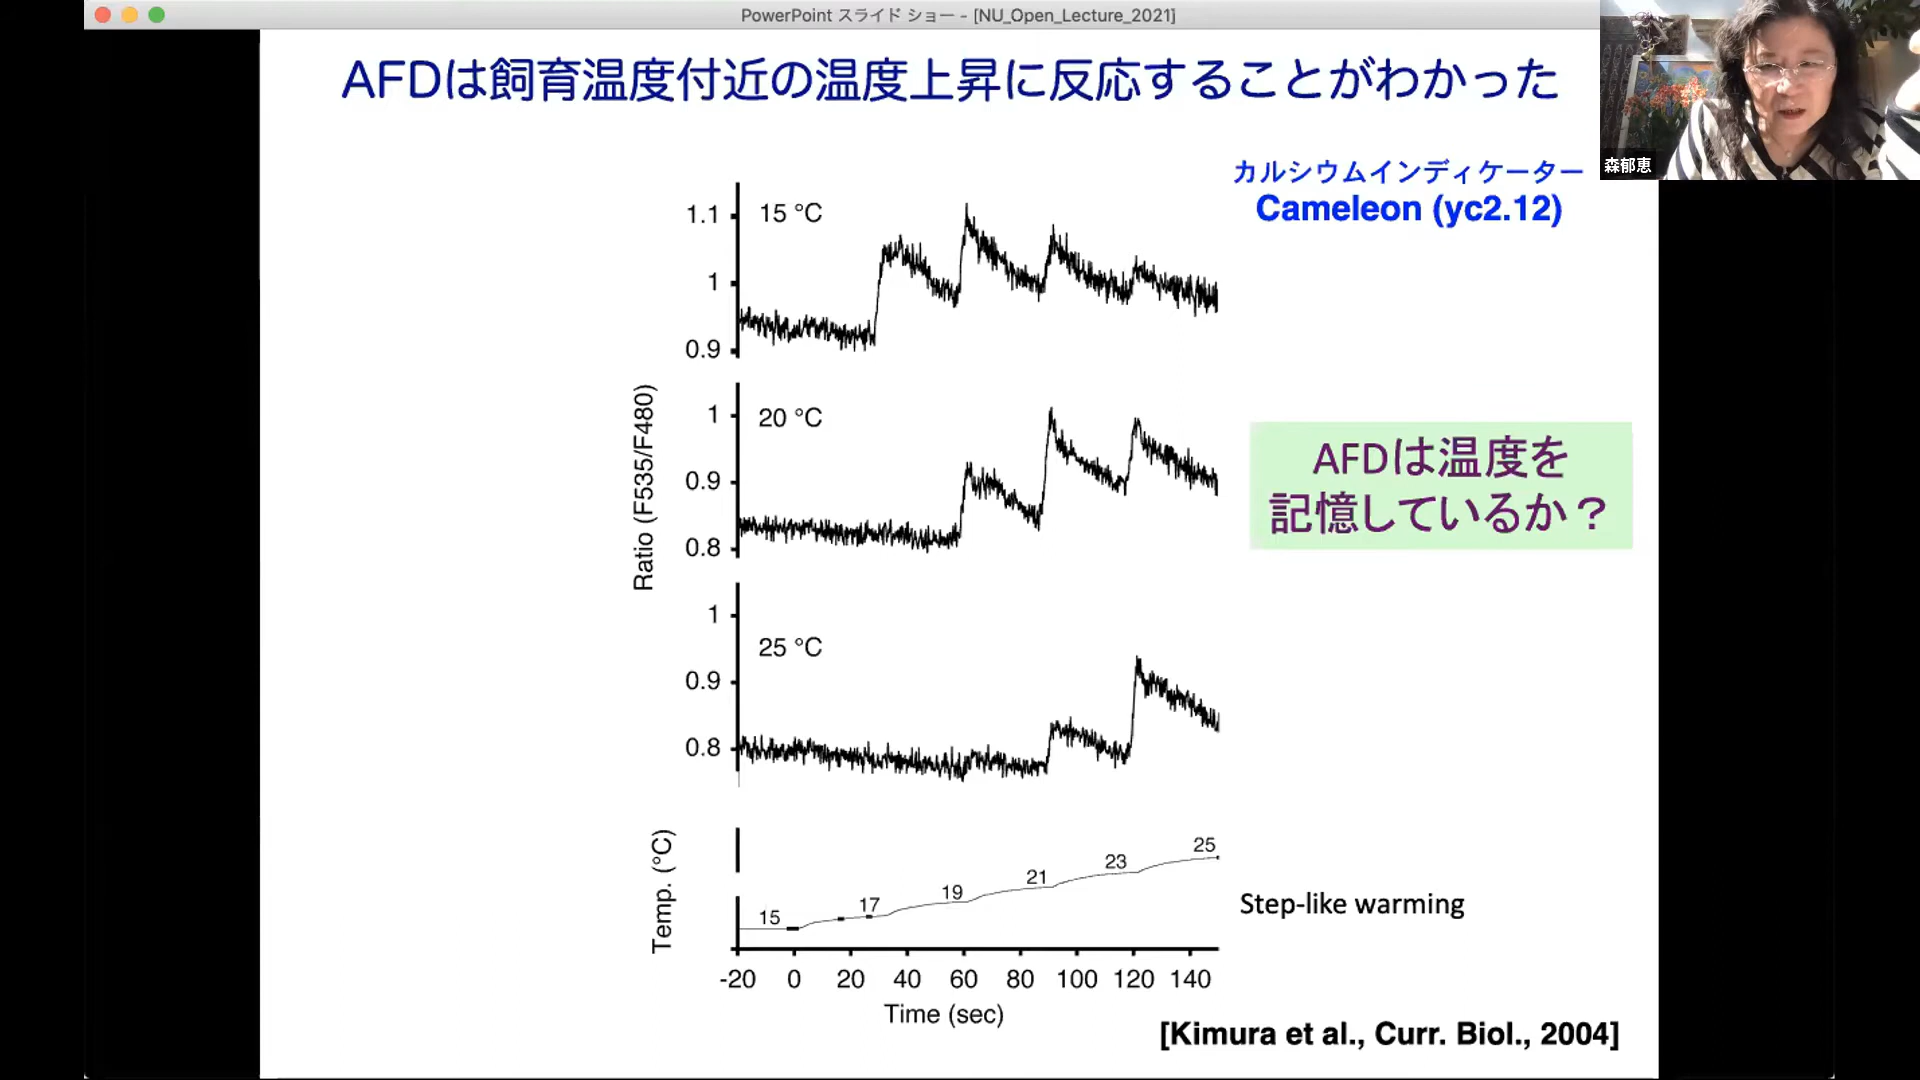 PowerPoint スライド ショー - [NU_Open_Lecture_2021]
AFDは飼育温度付近の温度上昇に反応することがわかった
森郁恵
カルシウムインディケーター
Cameleon (yc2.12)
1.1
15 °C
1
0.9
1
20 °C
0.9
0.8
Ratio (F535/F480)
AFDは温度を
記憶しているか？
1
25 °C
0.9
0.8
Temp. (°C)
15
17
19
21
23
25
Step-like warming
-20 0 20 40 60 80 100 120 140
Time (sec)
[Kimura et al., Curr. Biol., 2004]